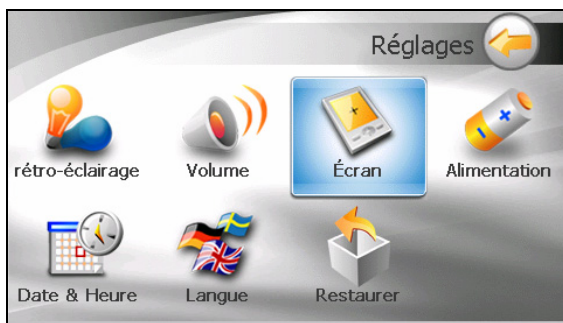 Réglages
rétro-éclairage Volume Écran Alimentation
Date & Heure Langue Restaurer